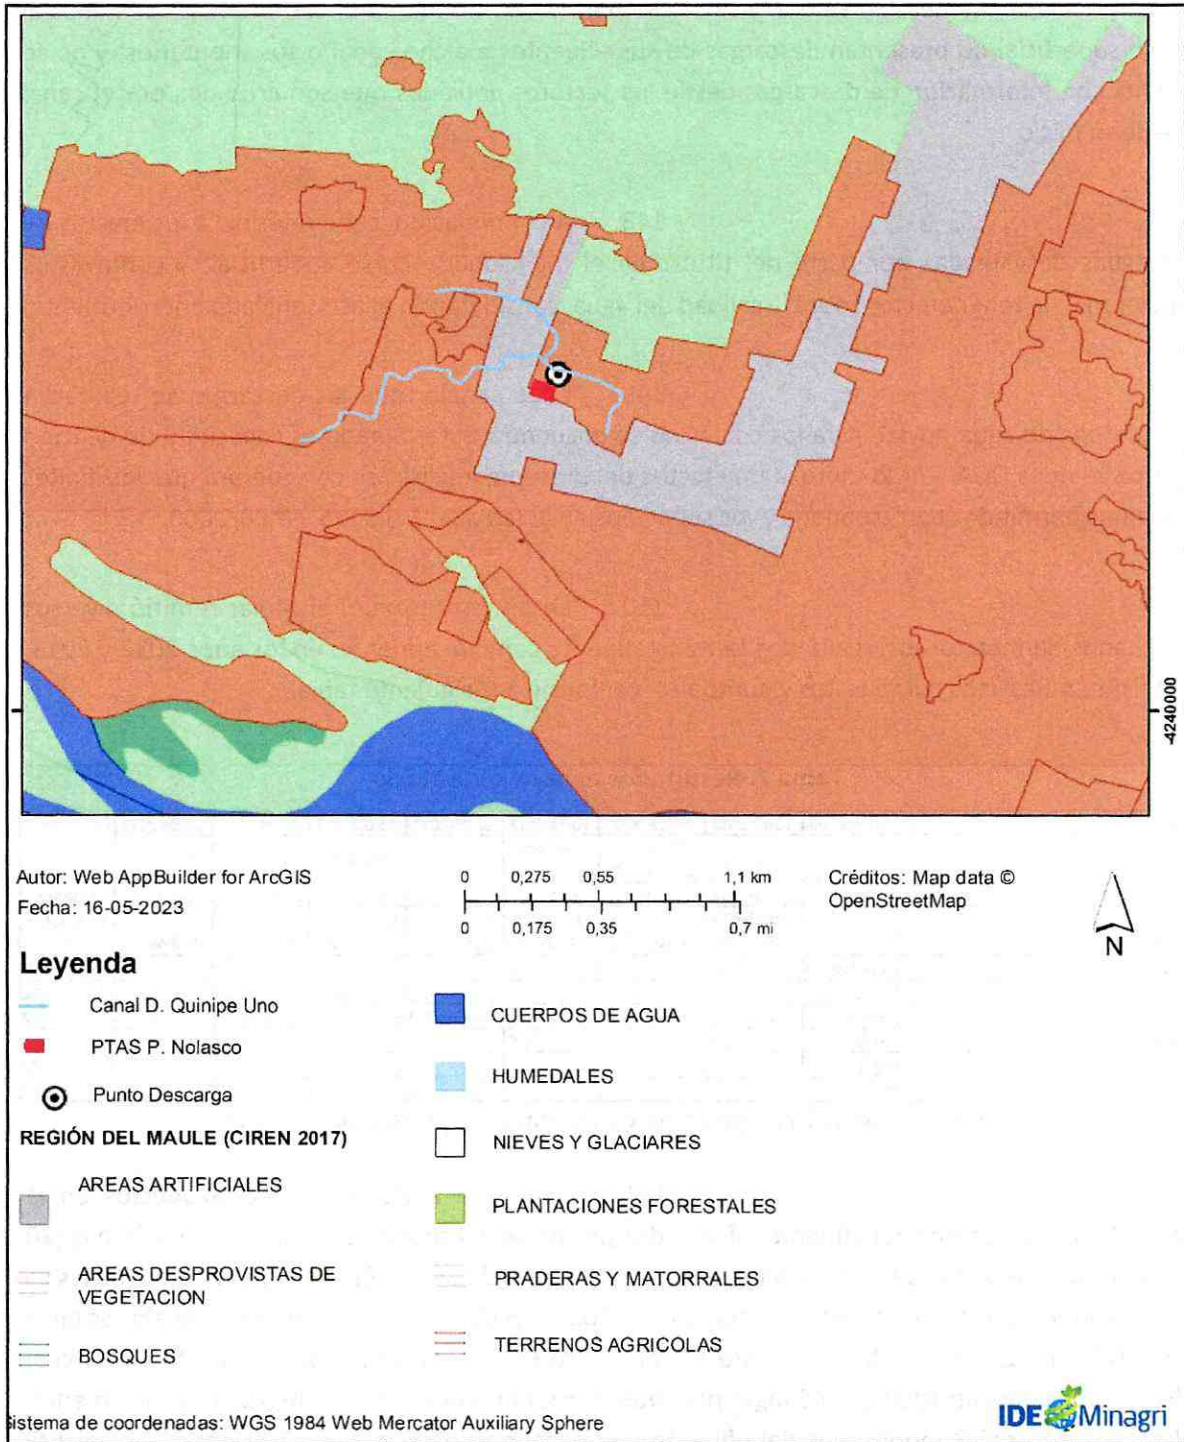 -4240000
Autor: Web AppBuilder for ArcGIS
Fecha: 16-05-2023
0 0,275 0,55 1,1 km
0 0,175 0,35 0,7 mi
Créditos: Map data ©
OpenStreetMap
N
Leyenda
Canal D. Quinipe Uno
PTAS P. Nolasco
Punto Descarga
REGIÓN DEL MAULE (CIREN 2017)
AREAS ARTIFICIALES
AREAS DESPROVISTAS DE
VEGETACION
BOSQUES
CUERPOS DE AGUA
HUMEDALES
NIEVES Y GLACIARES
PLANTACIONES FORESTALES
PRADERAS Y MATORRALES
TERRENOS AGRICOLAS
istema de coordenadas: WGS 1984 Web Mercator Auxiliary Sphere
IDE Minagri